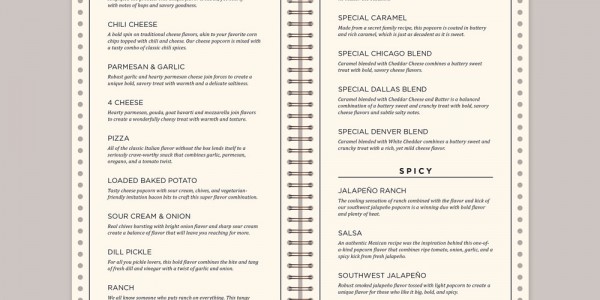 with notes of hops and savory goodness.
CHILI CHEESE
A bold spin on traditional cheese flavors, akin to your favorite corn
chips topped with chili and cheese. Our cheese popcorn is mixed with
a tasty combo of classic chili spices.
PARMESAN & GARLIC
Robust garlic and hearty parmesan cheese join forces to create a
unique, bold savory treat with warmth and a delicate saltiness.
4 CHEESE
Hearty parmesan, gouda, goat havarti and mozzarella join flavors
to create a wonderfully cheesy treat with warmth and texture.
PIZZA
All of the classic Italian flavor without the box lends itself to a
seriously crave-worthy snack that combines garlic, parmesan,
oregano, and a tomato twist.
LOADED BAKED POTATO
Tasty cheese popcorn with sour cream, chives, and vegetarian-
friendly imitation bacon bits to craft this super flavor combination.
SOUR CREAM & ONION
Real chives bursting with bright onion flavor and sharp sour cream
create a balance of flavor that will leave you reaching for more.
DILL PICKLE
For all you pickle lovers, this bold flavor combines the bite and tang
of fresh dill and vinegar with a twist of garlic and onion.
RANCH
We all know someone who puts ranch on everything. This tangy
SPECIAL CARAMEL
Made from a secret family recipe, this popcorn is coated in buttery
and rich caramel, which is just as decadent as it is sweet.
SPECIAL CHICAGO BLEND
Caramel blended with Cheddar Cheese combines a buttery sweet
treat with bold, savory cheese flavors.
SPECIAL DALLAS BLEND
Caramel blended with Cheddar Cheese and Butter is a balanced
combination of a buttery sweet and crunchy treat with bold, cheesy
flavors and subtle salty notes.
SPECIAL DENVER BLEND
Caramel blended with White Cheddar combines a buttery sweet and
crunchy treat with a rich, yet mild cheese flavor.
SPICY
JALAPEÑO RANCH
The cooling sensation of ranch combined with the flavor and kick of
our southwest jalapeño popcorn is a winning duo with bold flavor
and plenty of heat.
SALSA
An authentic Mexican recipe was the inspiration behind this one-of-
a-kind popcorn flavor that combines ripe tomato, onion, garlic, and a
spicy kick from fresh jalapeño.
SOUTHWEST JALAPEÑO
Robust smoked jalapeño flavor tossed with light popcorn to create a
unique flavor for those who like it big, bold, and spicy.